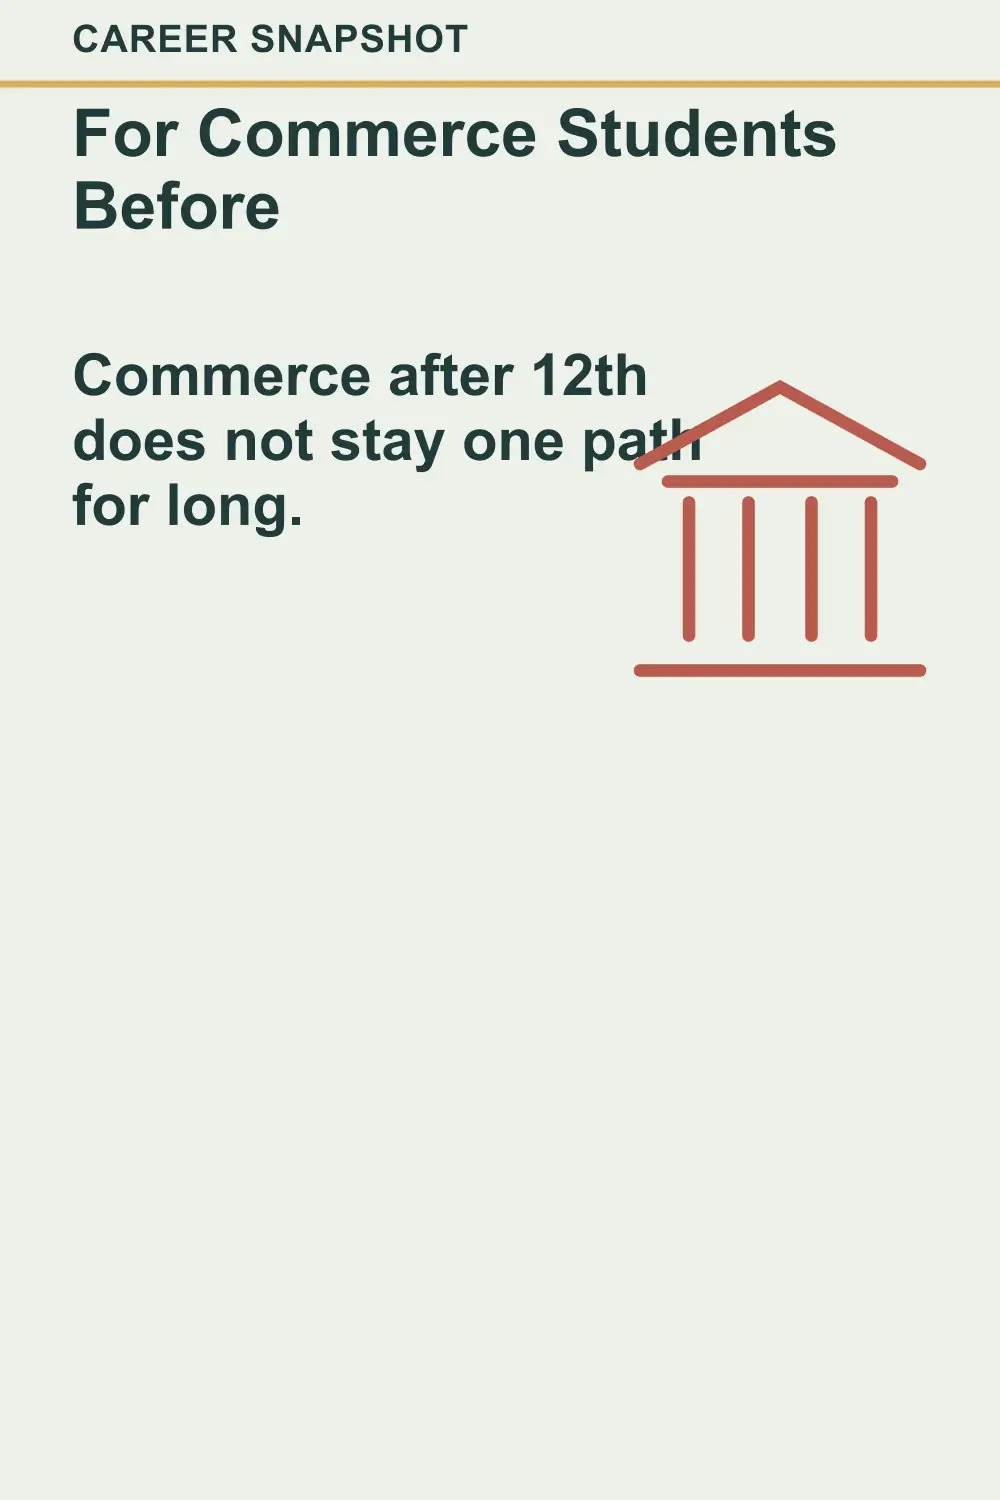 CAREER SNAPSHOT
For Commerce Students
Before
Commerce after 12th
does not stay one path
for long.